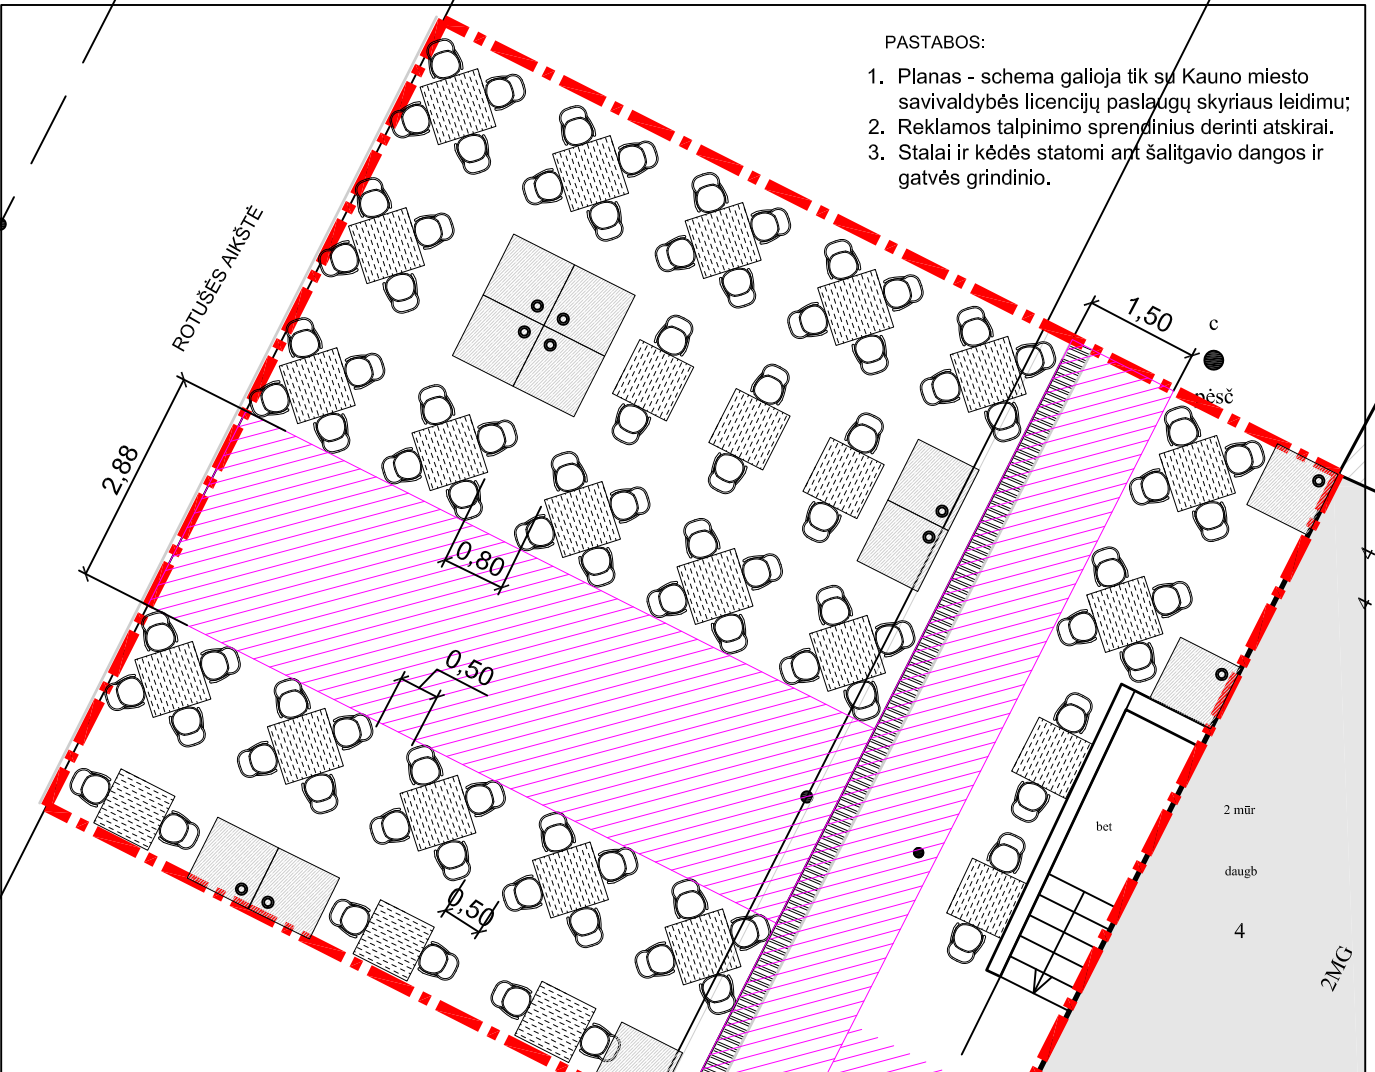 PASTABOS:
1. Planas - schema galioja tik su Kauno miesto
savivaldybės licencijų paslaugų skyriaus leidimu;
2. Reklamos talpinimo sprendinius derinti atskirai.
3. Stalai ir kėdės statomi ant šalitgavio dangos ir
gatvės grindinio.
ROTUŠĖS AIKŠTĖ
1,50
c
pėsč
2,88
0,80
4
4
0,50
2 mūr
bet
daugb
0,50
4
2MG